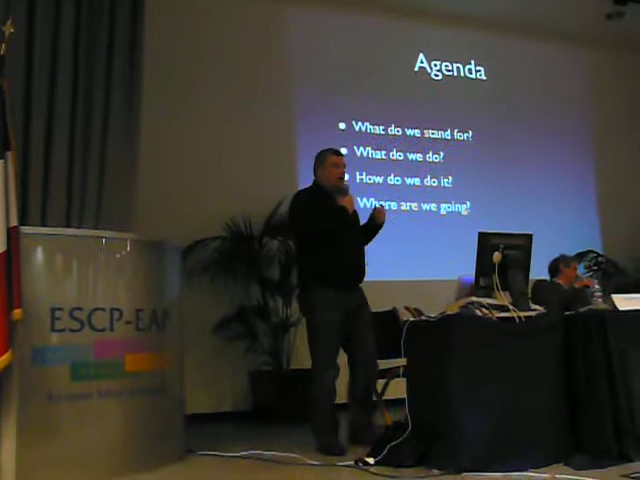 Agenda
What do we stand for?
What do we do?
How do we do it?
Where are we going?
ESCP-EAP